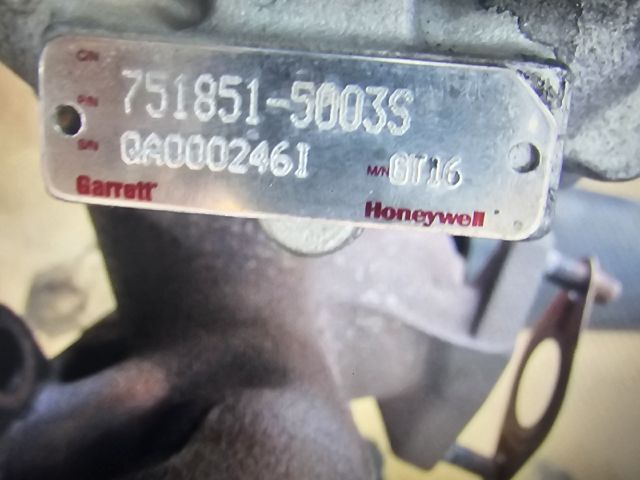 C/N
P/N 751851-5003S
S/N QA0002461 M/N GT16
Garrett Honeywell